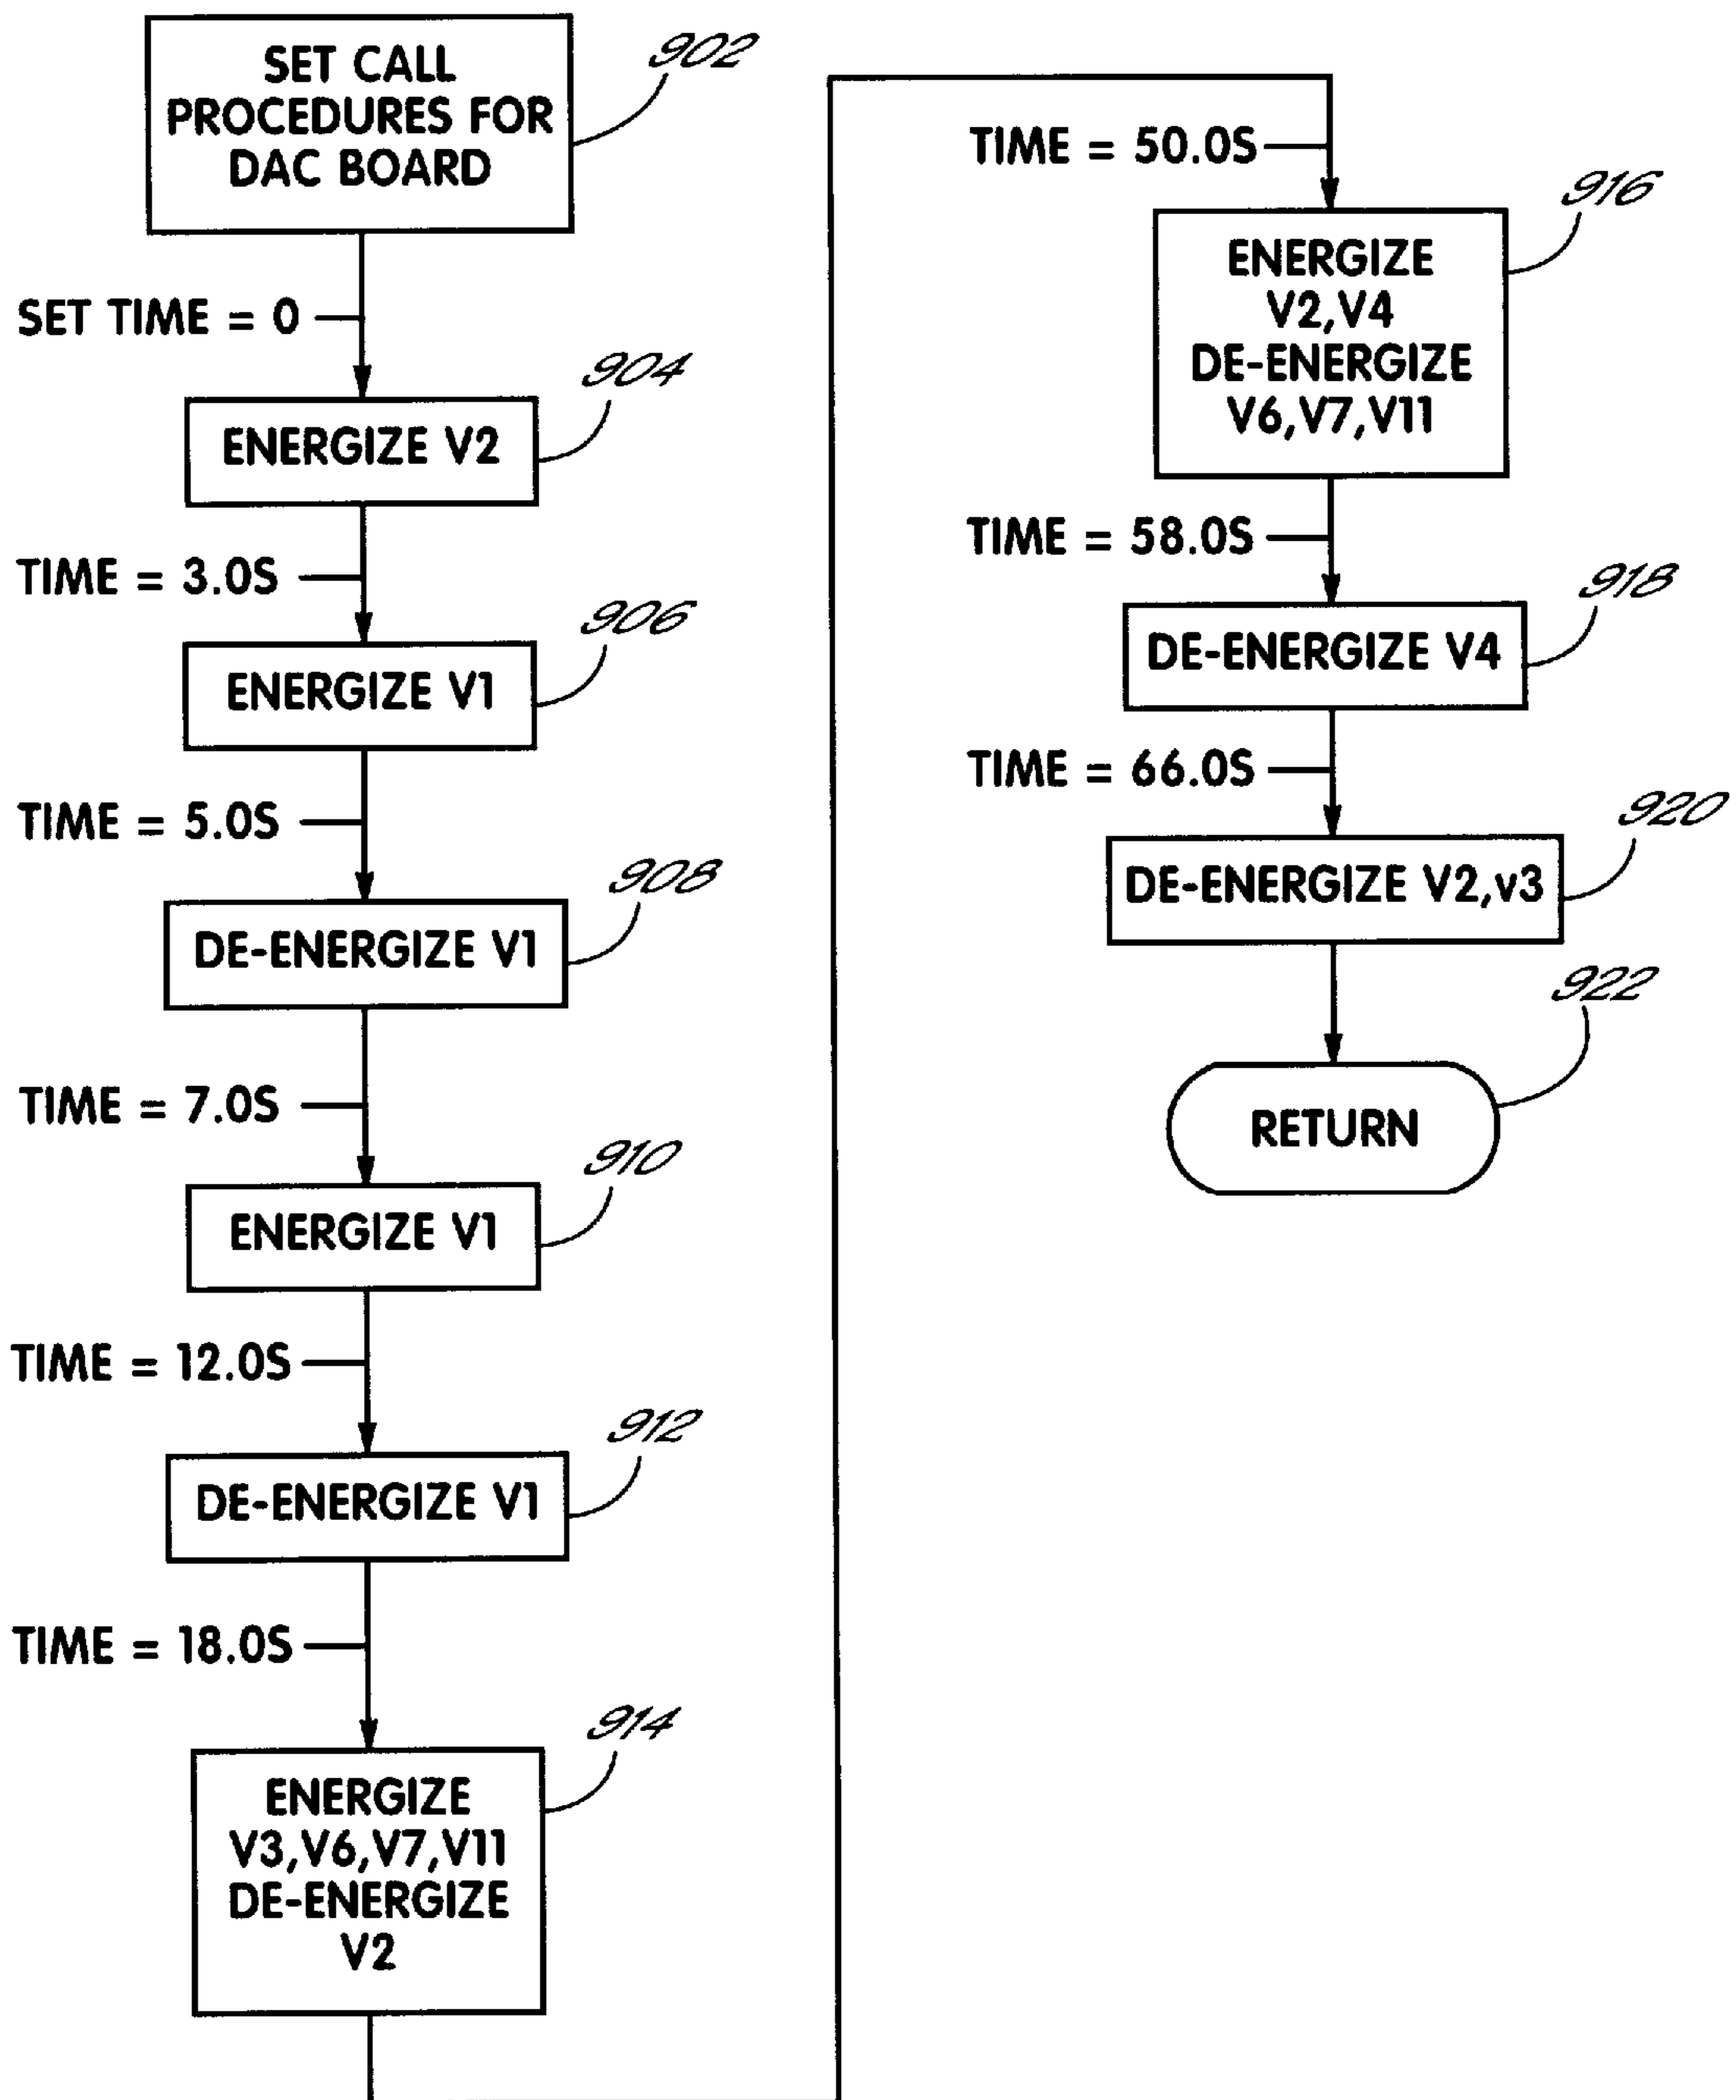 SET CALL
PROCEDURES FOR
DAC BOARD
902
SET TIME = 0
904
ENERGIZE V2
TIME = 3.0S
906
ENERGIZE V1
TIME = 5.0S
908
DE-ENERGIZE V1
TIME = 7.0S
910
ENERGIZE V1
TIME = 12.0S
912
DE-ENERGIZE V1
TIME = 18.0S
914
ENERGIZE
V3,V6,V7,V11
DE-ENERGIZE
V2
TIME = 50.0S
916
ENERGIZE
V2,V4
DE-ENERGIZE
V6,V7,V11
TIME = 58.0S
918
DE-ENERGIZE V4
TIME = 66.0S
920
DE-ENERGIZE V2,v3
922
RETURN